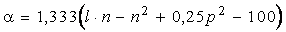 α = 1,333(l · n − n² + 0,25p² − 100)